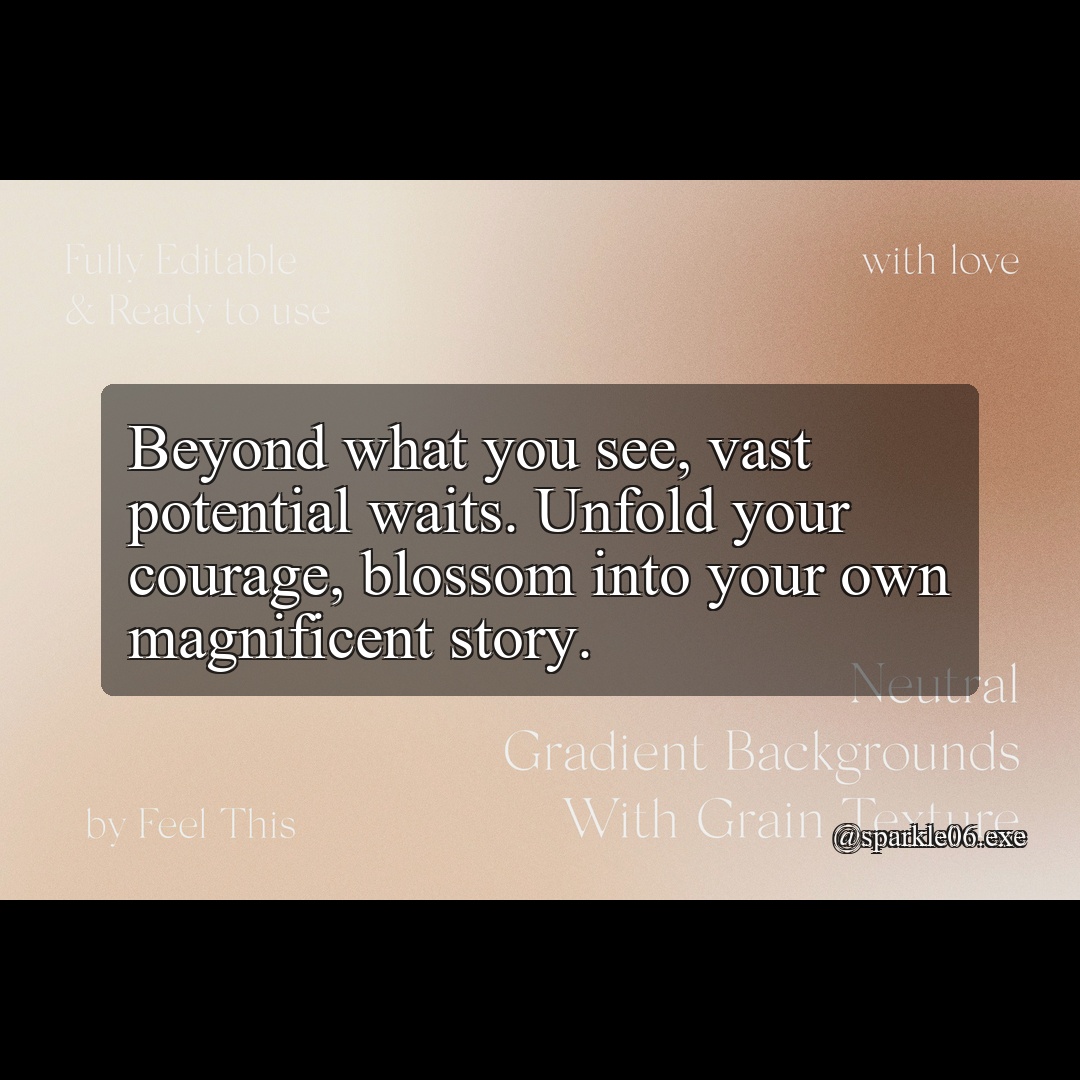 Fully Editable
& Ready to use
with love
Beyond what you see, vast
potential waits. Unfold your
courage, blossom into your own
magnificent story.
Neutral
Gradient Backgrounds
With Grain Texture
by Feel This
@sparkle06.exe